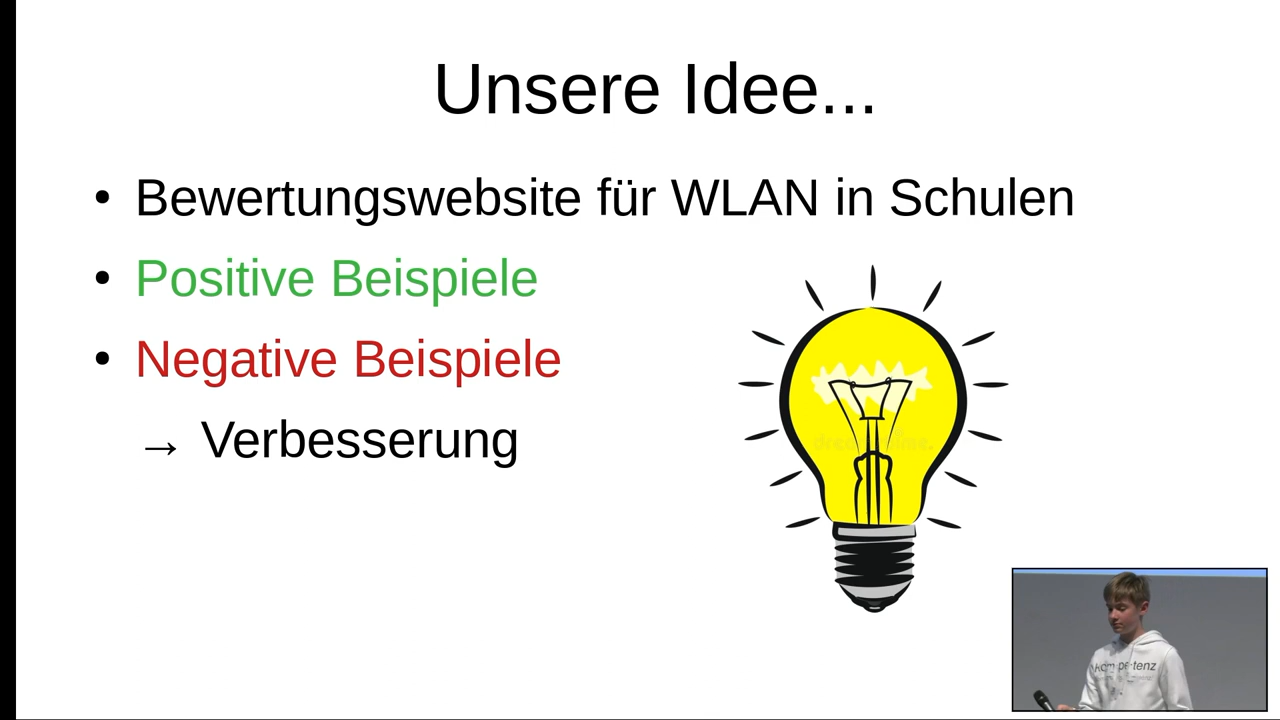 Unsere Idee...
• Bewertungswebsite für WLAN in Schulen
• Positive Beispiele
• Negative Beispiele
→ Verbesserung